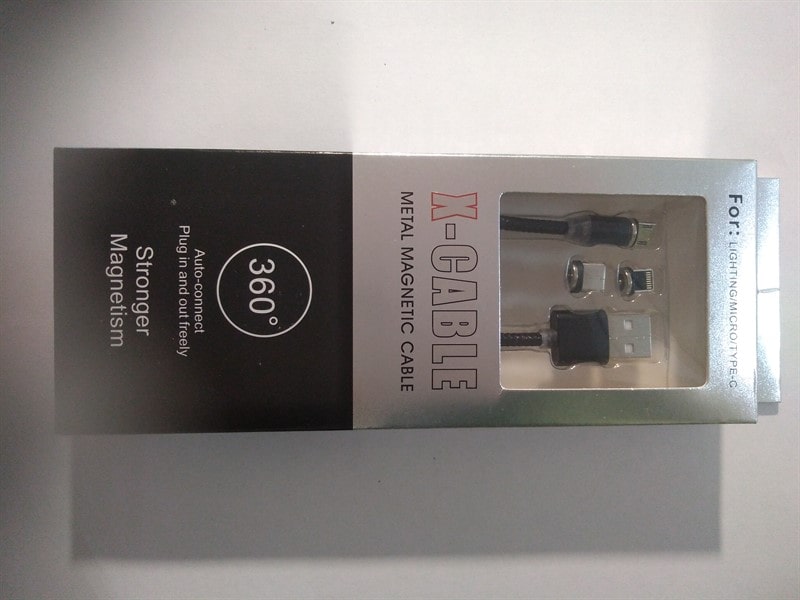 For: LIGHTING/MICRO/TYPE-C
X-CABLE
METAL MAGNETIC CABLE
360°
Auto-connect
Plug in and out freely
Stronger
Magnetism